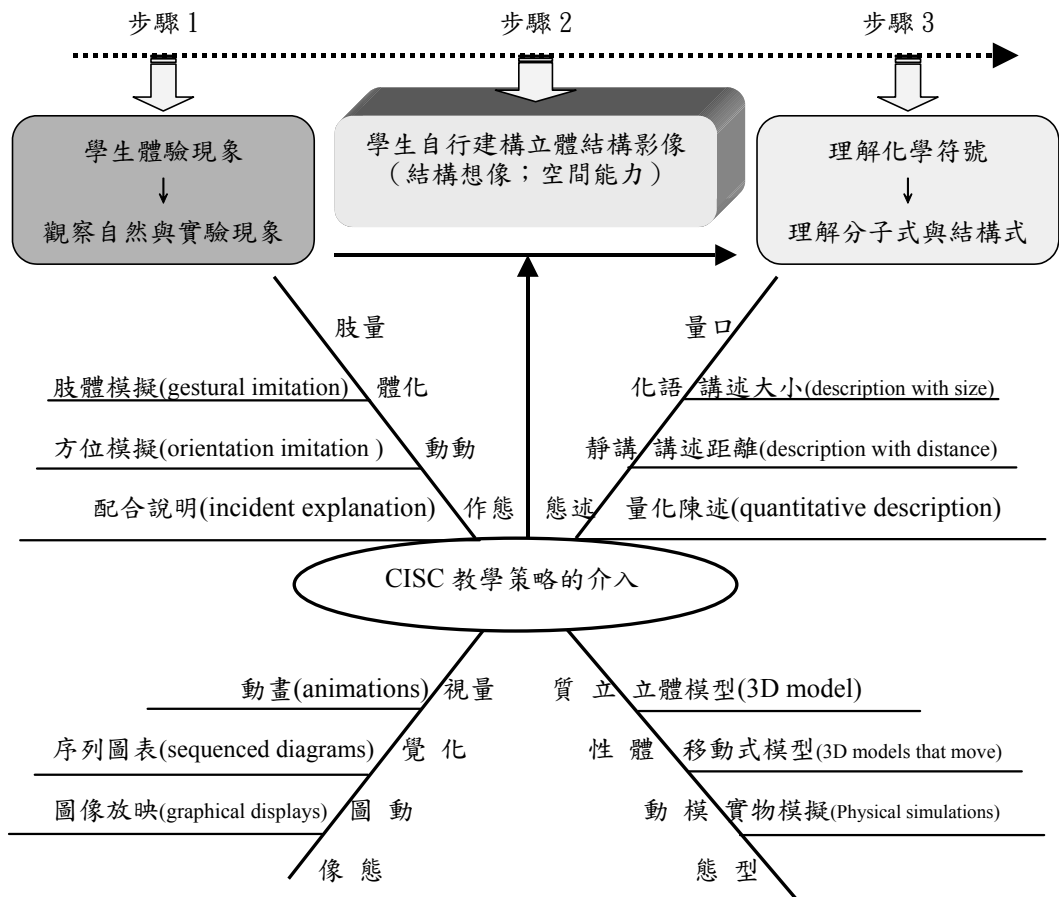 步驟 1 步驟 2 步驟 3
學生體驗現象
↓
觀察自然與實驗現象
學生自行建構立體結構影像
（結構想像；空間能力）
理解化學符號
↓
理解分子式與結構式
肢量
肢體模擬(gestural imitation) 體化
方位模擬(orientation imitation ) 動動
配合說明(incident explanation) 作態
量口
化語 講述大小(description with size)
靜講 講述距離(description with distance)
態述 量化陳述(quantitative description)
CISC 教學策略的介入
動畫(animations) 視量
序列圖表(sequenced diagrams) 覺化
圖像放映(graphical displays) 圖動
像態
質立 立體模型(3D model)
性體 移動式模型(3D models that move)
動模 實物模擬(Physical simulations)
態型